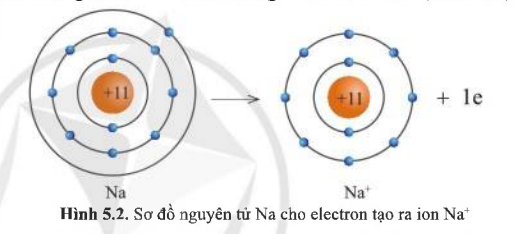 +11
+11
+ 1e
Na
Na⁺
Hình 5.2. Sơ đồ nguyên tử Na cho electron tạo ra ion Na⁺